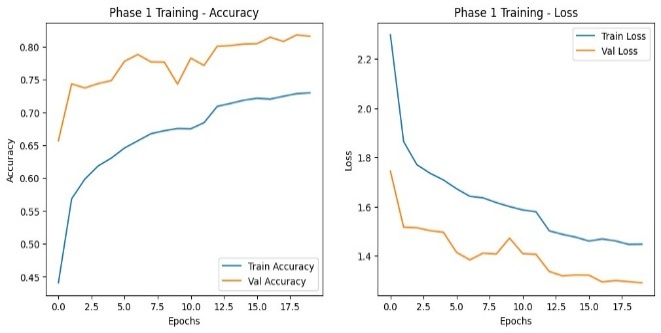 Phase 1 Training - Accuracy
Accuracy
0.80
0.75
0.70
0.65
0.60
0.55
0.50
0.45
0.0 2.5 5.0 7.5 10.0 12.5 15.0 17.5
Epochs
Train Accuracy
Val Accuracy
Phase 1 Training - Loss
Loss
2.2
2.0
1.8
1.6
1.4
0.0 2.5 5.0 7.5 10.0 12.5 15.0 17.5
Epochs
Train Loss
Val Loss